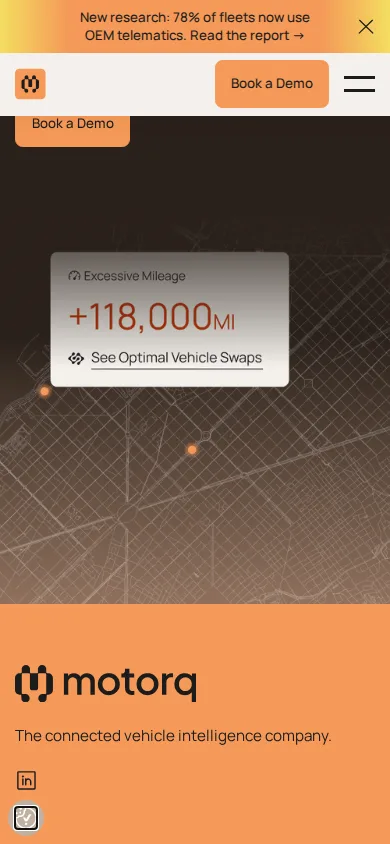 New research: 78% of fleets now use
OEM telematics. Read the report →
Book a Demo
Book a Demo
Excessive Mileage
+118,000MI
See Optimal Vehicle Swaps
motorq
The connected vehicle intelligence company.
in